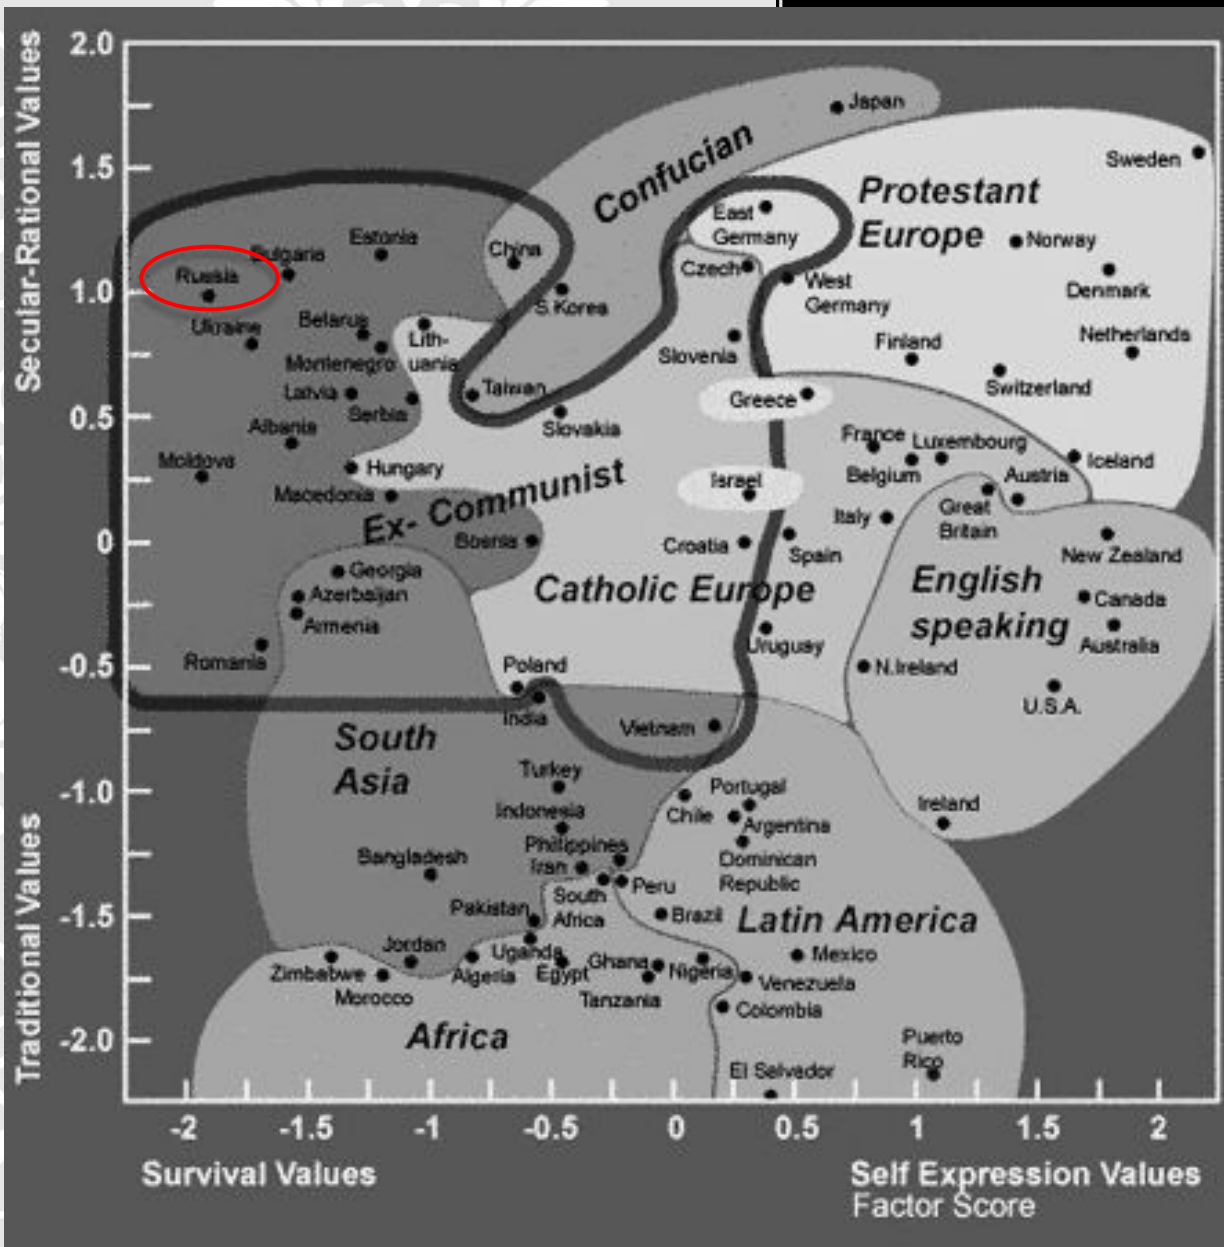 Secular-Rational Values
Traditional Values
2.0
1.5
1.0
0.5
0
-0.5
-1.0
-1.5
-2.0
Japan
Confucian
Sweden
Protestant
Europe
East
Germany
Norway
Estonia
China
Bulgaria
Russia
Czech
West
Germany
Denmark
S.Korea
Ukraine
Belarus
Lith-
uania
Montenegro
Slovenia
Finland
Netherlands
Switzerland
Latvia
Serbia
Taiwan
Greece
Albania
Slovakia
France
Luxembourg
Belgium
Iceland
Moldova
Hungary
Israel
Austria
Macedonia
Ex- Communist
Great
Britain
Italy
Bosnia
Croatia
Spain
New Zealand
Georgia
Catholic Europe
English
speaking
Azerbaijan
Armenia
Canada
Australia
Romania
Uruguay
Poland
N.Ireland
India
U.S.A.
Vietnam
South
Asia
Turkey
Portugal
Indonesia
Chile
Argentina
Ireland
Philippines
Iran
Dominican
Republic
Bangladesh
South
Africa
Peru
Pakistan
Brazil
Latin America
Jordan
Uganda
Mexico
Zimbabwe
Algeria
Egypt
Ghana
Nigeria
Venezuela
Morocco
Tanzania
Colombia
Africa
Puerto
Rico
El Salvador
-2
-1.5
-1
-0.5
0
0.5
1
1.5
2
Survival Values
Self Expression Values
Factor Score